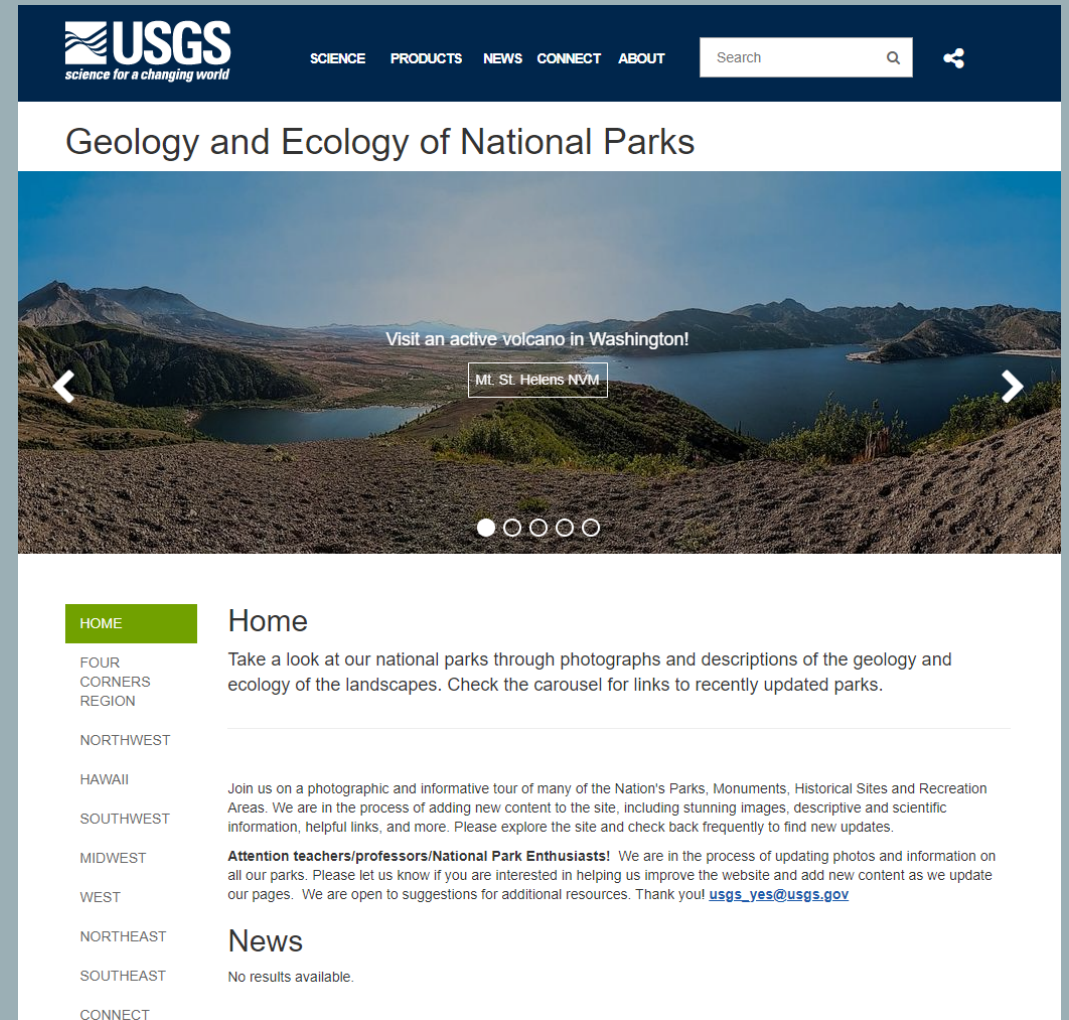 USGS
science for a changing world
SCIENCE PRODUCTS NEWS CONNECT ABOUT Search
Geology and Ecology of National Parks
Visit an active volcano in Washington!
Mt. St. Helens NVM
HOME
FOUR
CORNERS
REGION
NORTHWEST
HAWAII
SOUTHWEST
MIDWEST
WEST
NORTHEAST
SOUTHEAST
CONNECT
Home
Take a look at our national parks through photographs and descriptions of the geology and
ecology of the landscapes. Check the carousel for links to recently updated parks.
Join us on a photographic and informative tour of many of the Nation's Parks, Monuments, Historical Sites and Recreation
Areas. We are in the process of adding new content to the site, including stunning images, descriptive and scientific
information, helpful links, and more. Please explore the site and check back frequently to find new updates.
Attention teachers/professors/National Park Enthusiasts! We are in the process of updating photos and information on
all our parks. Please let us know if you are interested in helping us improve the website and add new content as we update
our pages. We are open to suggestions for additional resources. Thank you! usgs_yes@usgs.gov
News
No results available.